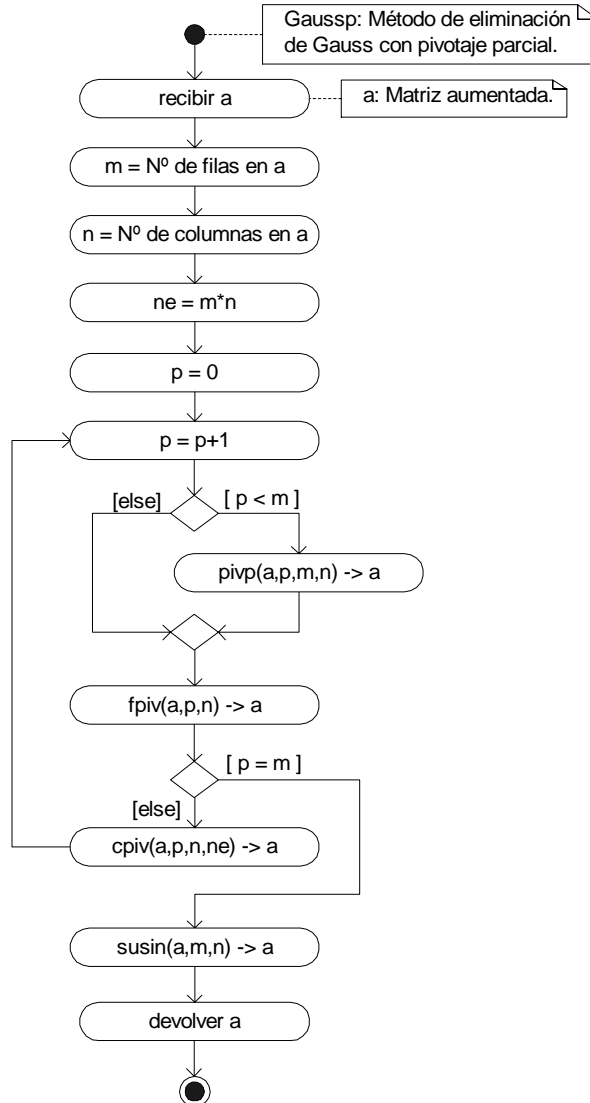 Gaussp: Método de eliminación
de Gauss con pivotaje parcial.
recibir a
a: Matriz aumentada.
m = Nº de filas en a
n = Nº de columnas en a
ne = m*n
p = 0
p = p+1
[else]
[ p < m ]
pivp(a,p,m,n) -> a
fpiv(a,p,n) -> a
[ p = m ]
[else]
cpiv(a,p,n,ne) -> a
susin(a,m,n) -> a
devolver a